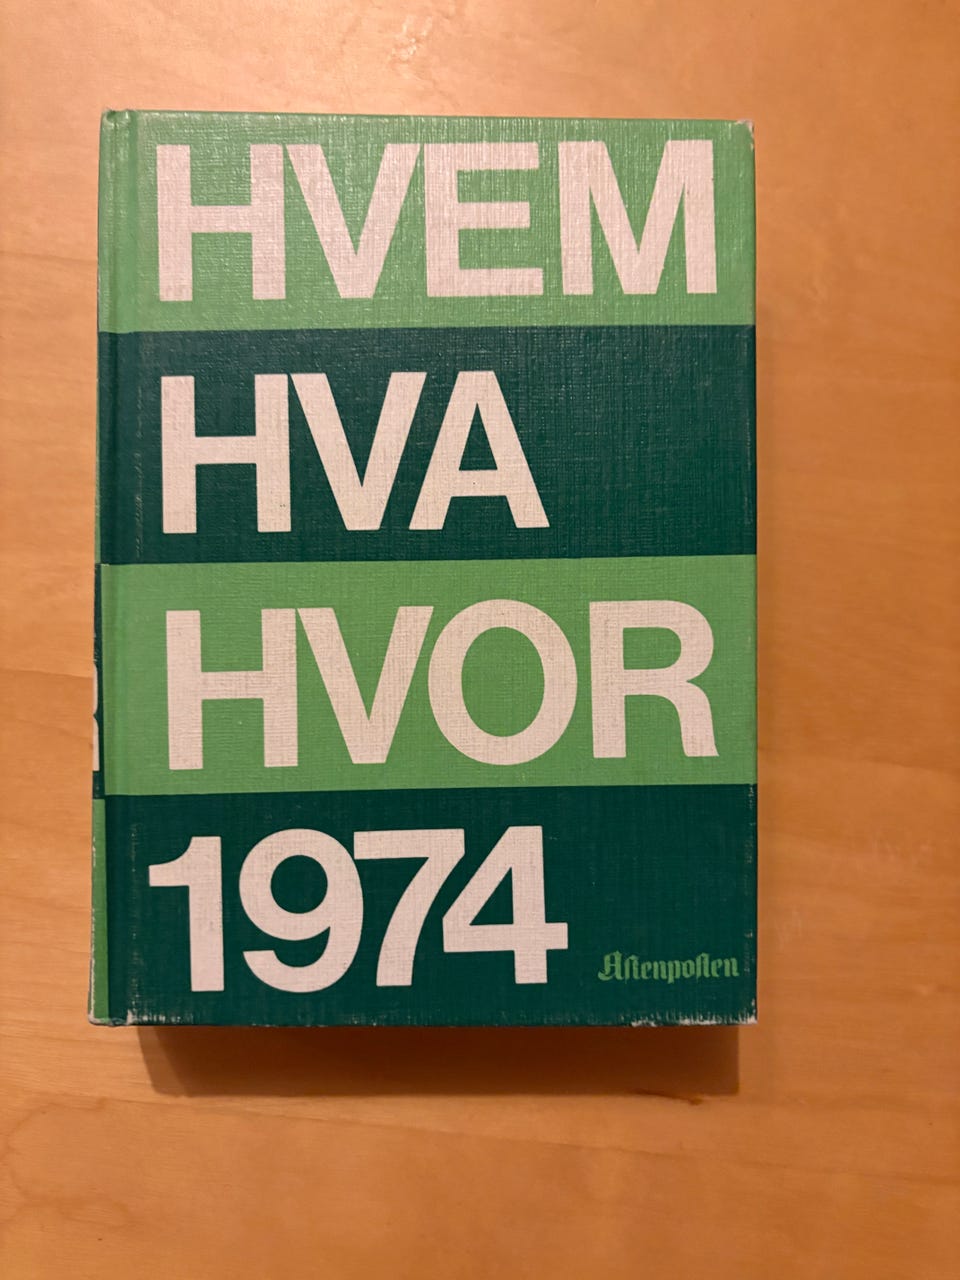 HVEM
HVA
HVOR
1974
Aftenposten